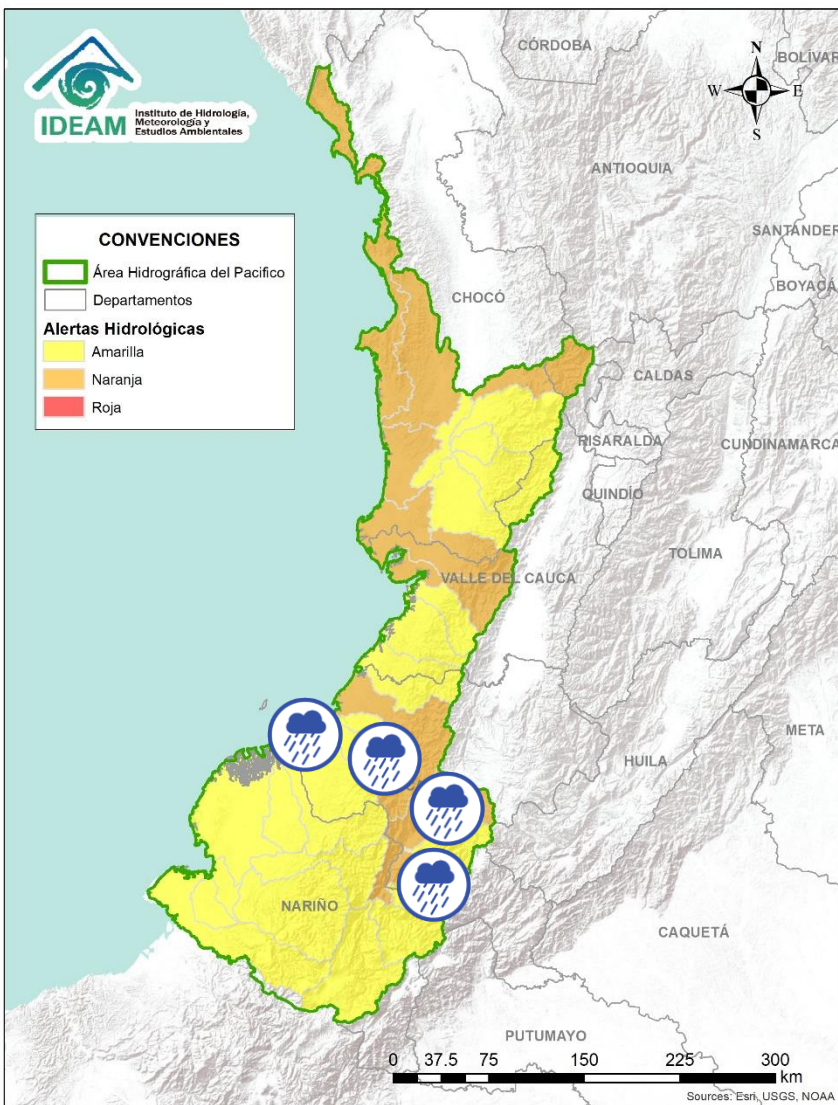 IDEAM
Instituto de Hidrología,
Meteorología y
Estudios Ambientales
CONVENCIONES
Área Hidrográfica del Pacifico
Departamentos
Alertas Hidrológicas
Amarilla
Naranja
Roja
N
W E
S
CÓRDOBA
BOLÍVAR
ANTIOQUIA
SANTANDER
BOYACÁ
CHOCÓ
CALDAS
RISARALDA
CUNDINAMARCA
QUINDÍO
TOLIMA
VALLE DEL CAUCA
META
HUILA
NARIÑO
CAQUETÁ
PUTUMAYO
0 37.5 75 150 225 300
km
Sources: Esri, USGS, NOAA